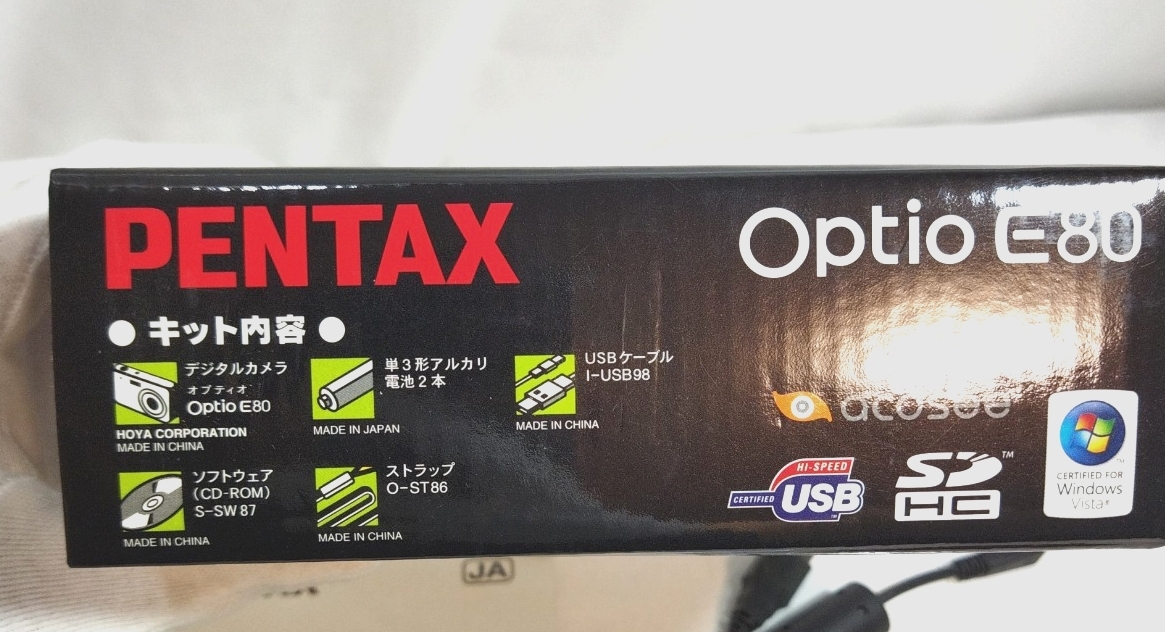 PENTAX
Optio E80
● キット内容 ●
デジタルカメラ
オプティオ
Optio E80
HOYA CORPORATION
MADE IN CHINA
単3形アルカリ
電池2本
MADE IN JAPAN
USBケーブル
I-USB98
MADE IN CHINA
ソフトウェア
(CD-ROM)
S-SW87
MADE IN CHINA
ストラップ
O-ST86
MADE IN CHINA
acosee
HI-SPEED
CERTIFIED
USB
TM
SD
HC
TM
TM
CERTIFIED FOR
Windows
Vista®
JA